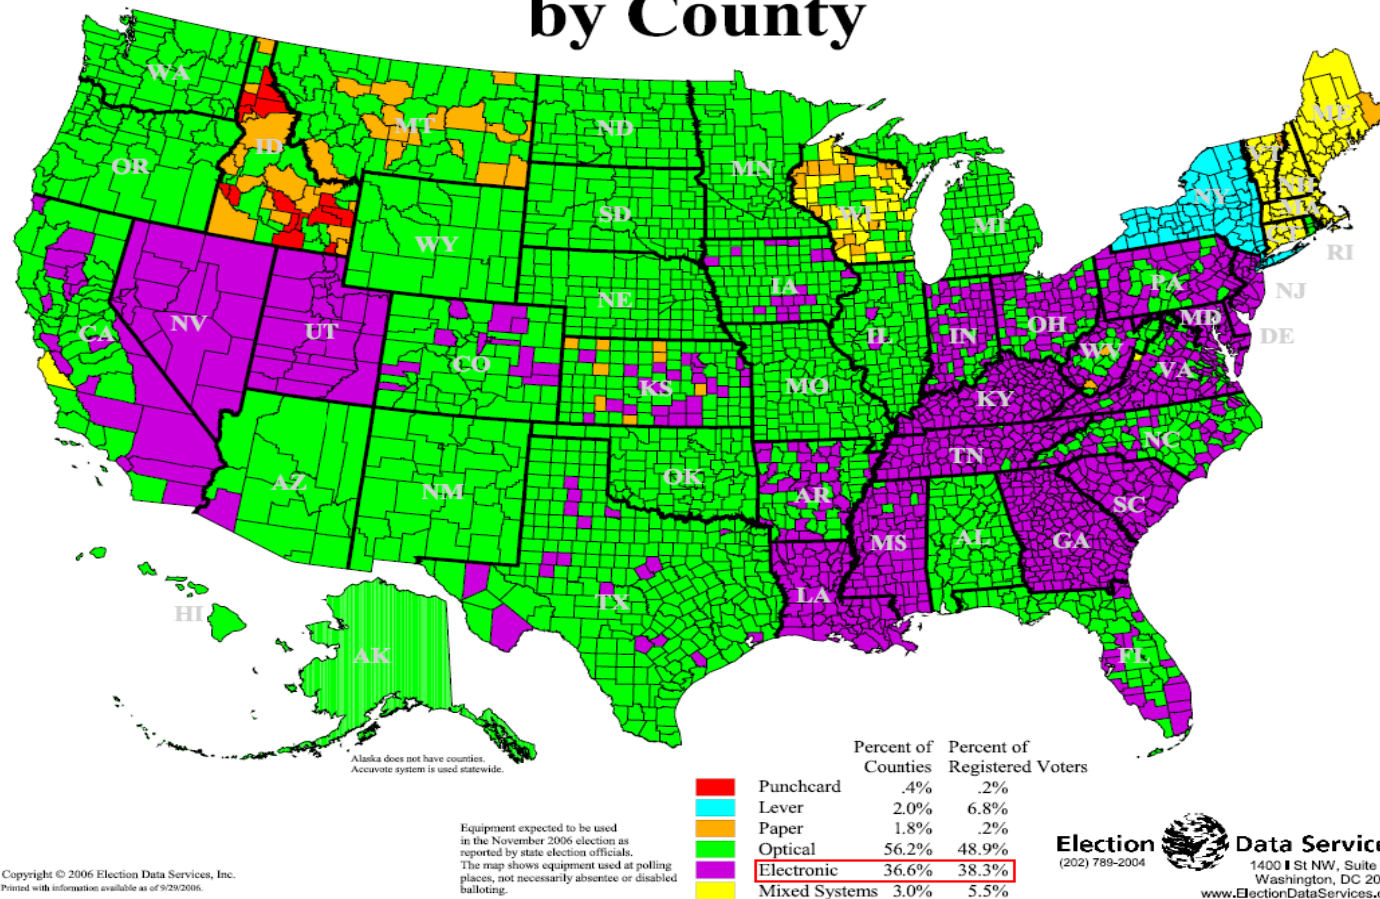 by County
WA
OR
ID
MT
ND
MN
SD
WY
WI
MI
ME
VT
NH
NY
MA
CT
RI
NE
IA
PA
NJ
NV
UT
CA
CO
IL
IN
OH
MD
DE
WV
VA
KS
MO
KY
NC
TN
AZ
NM
OK
AR
SC
MS
AL
GA
TX
LA
HI
AK
FL
Alaska does not have counties.
Accuvote system is used statewide.
Percent of Percent of
Counties Registered Voters
Punchcard .4% .2%
Lever 2.0% 6.8%
Paper 1.8% .2%
Optical 56.2% 48.9%
Electronic 36.6% 38.3%
Mixed Systems 3.0% 5.5%
Equipment expected to be used
in the November 2006 election as
reported by state election officials.
The map shows equipment used at polling
places, not necessarily absentee or disabled
balloting.
Election Data Service
(202) 789-2004
1400 I St NW, Suite
Washington, DC 20
www.ElectionDataServices.c
Copyright © 2006 Election Data Services, Inc.
Printed with information available as of 9/29/2006.